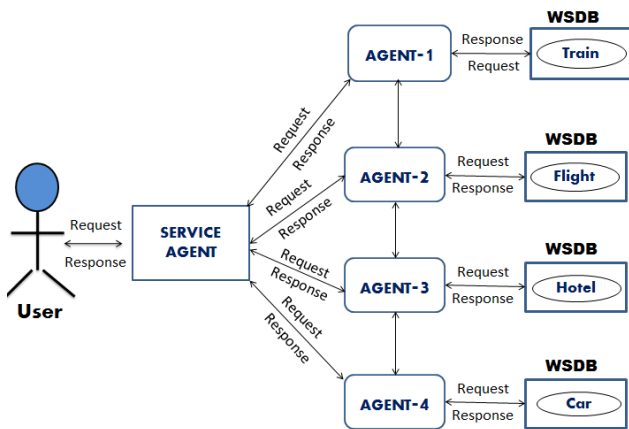 WSDB
Response
Request
Train
AGENT-1
Request
Response
WSDB
Request
Response
Flight
AGENT-2
Request
Response
Request
Response
SERVICE
AGENT
User
WSDB
Request
Response
Hotel
AGENT-3
Request
Response
WSDB
Request
Response
Car
AGENT-4
Request
Response